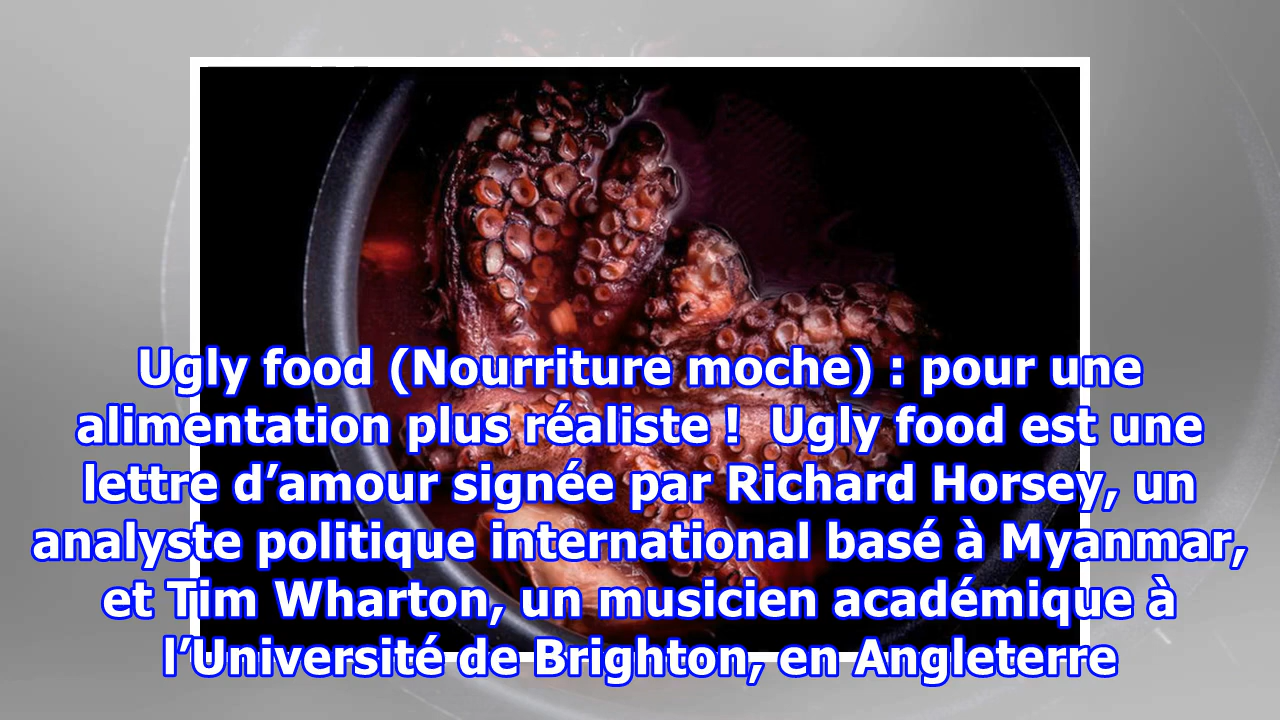 Ugly food (Nourriture moche) : pour une
alimentation plus réaliste !  Ugly food est une
lettre d’amour signée par Richard Horsey, un
analyste politique international basé à Myanmar,
et Tim Wharton, un musicien académique à
l’Université de Brighton, en Angleterre